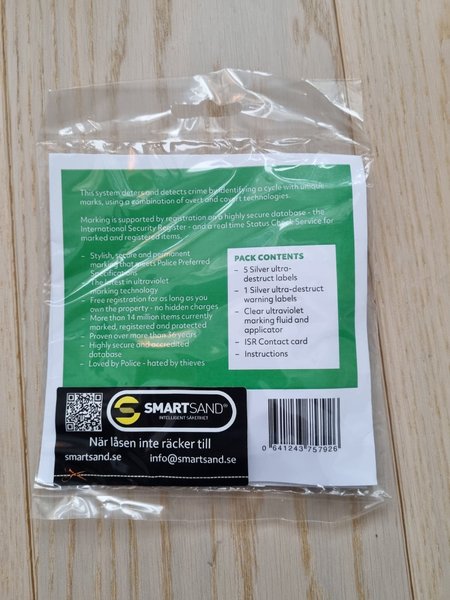 This system deters and detects crime by identifying a cycle with unique
marks, using a combination of overt and covert technologies.
Marking is supported by registration on a highly secure database - the
International Security Register - and a real time Status Check Service for
marked and registered items.
- Stylish, secure and permanent
marking that meets Police Preferred
Specifications
- The latest in ultraviolet
marking technology
- Free registration for as long as you
own the property - no hidden charges
- More than 14 million items currently
marked, registered and protected
- Proven over more than 36 years
- Highly secure and accredited
database
- Loved by Police - hated by thieves
PACK CONTENTS
- 5 Silver ultra-
destruct labels
- 1 Silver ultra-destruct
warning labels
- Clear ultraviolet
marking fluid and
applicator
- ISR Contact card
- Instructions
SMARTSAND
INTELLIGENT SÄKERHET
När låsen inte räcker till
smartsand.se info@smartsand.se
0 641243 757926